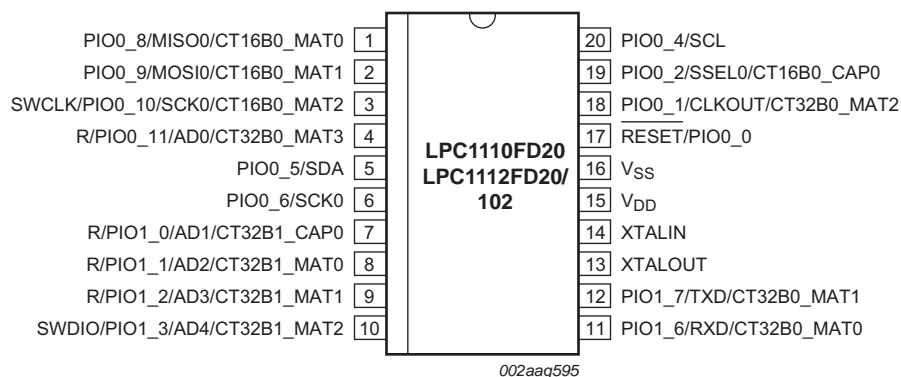 PIO0_8/MISO0/CT16B0_MAT0 1
PIO0_9/MOSI0/CT16B0_MAT1 2
SWCLK/PIO0_10/SCK0/CT16B0_MAT2 3
R/PIO0_11/AD0/CT32B0_MAT3 4
PIO0_5/SDA 5
PIO0_6/SCK0 6
R/PIO1_0/AD1/CT32B1_CAP0 7
R/PIO1_1/AD2/CT32B1_MAT0 8
R/PIO1_2/AD3/CT32B1_MAT1 9
SWDIO/PIO1_3/AD4/CT32B1_MAT2 10
LPC1110FD20
LPC1112FD20/
102
20 PIO0_4/SCL
19 PIO0_2/SSEL0/CT16B0_CAP0
18 PIO0_1/CLKOUT/CT32B0_MAT2
17 RESET/PIO0_0
16 VSS
15 VDD
14 XTALIN
13 XTALOUT
12 PIO1_7/TXD/CT32B0_MAT1
11 PIO1_6/RXD/CT32B0_MAT0
002aag595